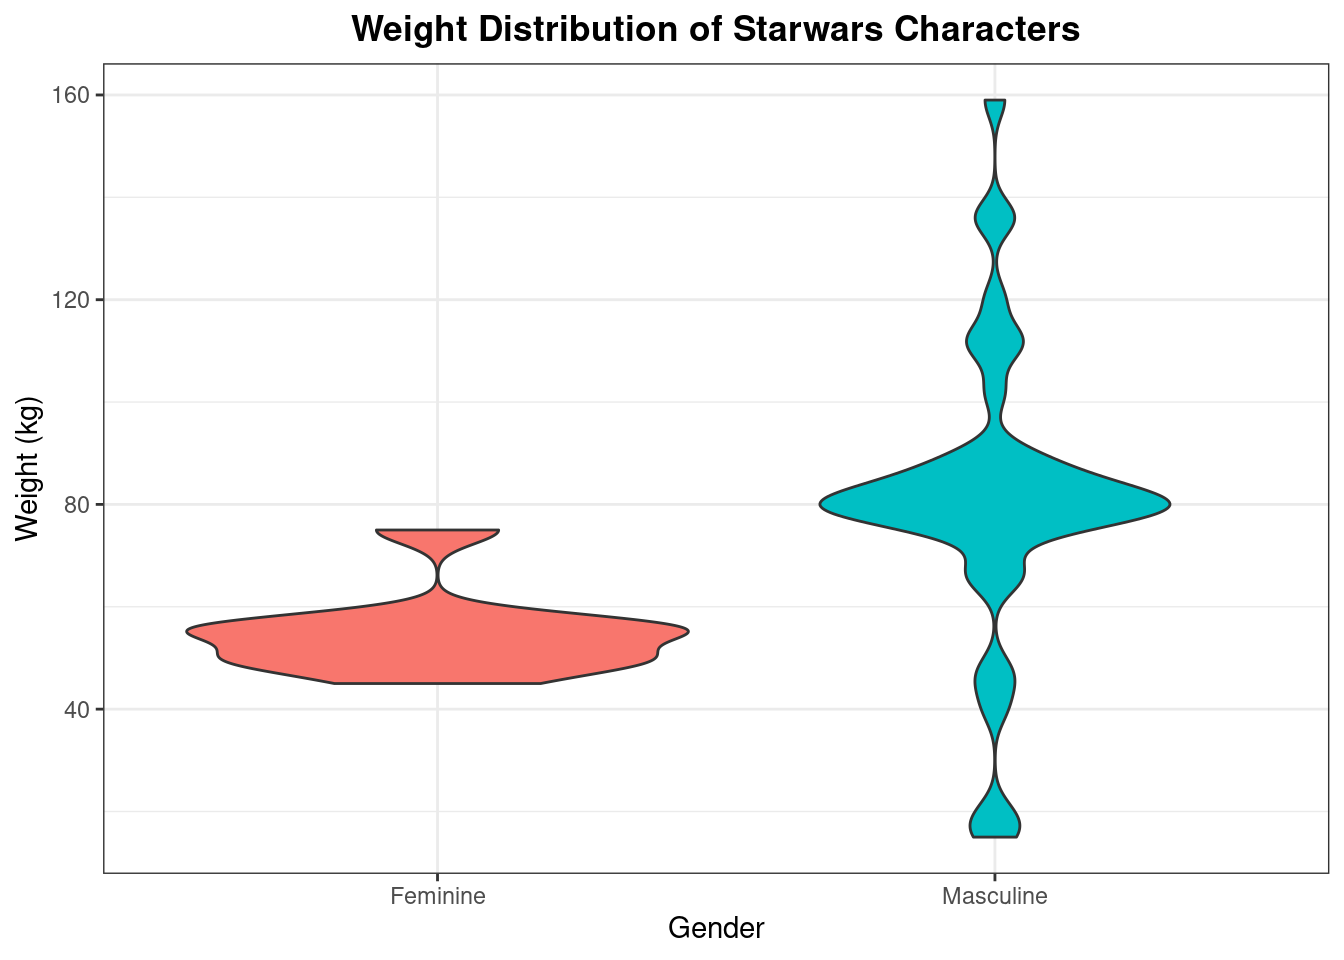 Weight Distribution of Starwars Characters
Weight (kg)
160
120
80
40
Feminine
Masculine
Gender